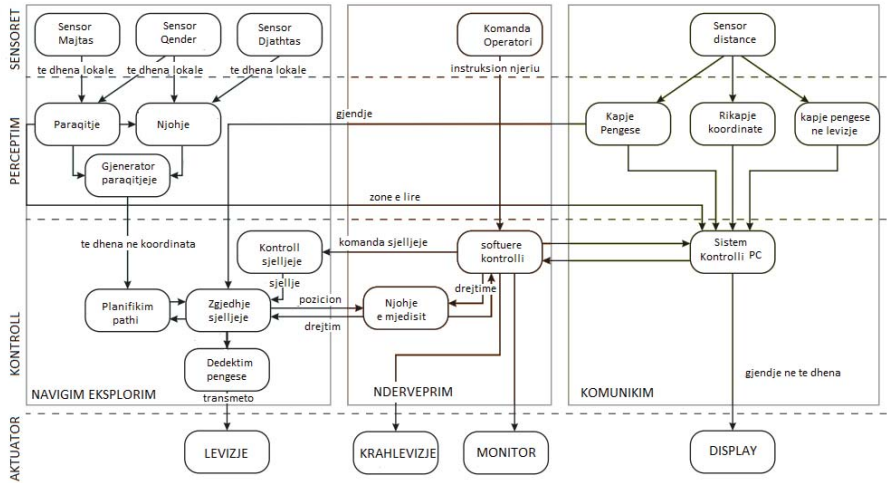 SENSORET
Sensor
Majtas
Sensor
Qender
Sensor
Djathtas
Komanda
Operatori
Sensor
distance
te dhena lokale
te dhena lokale
te dhena lokale
instruksion njeriu
PERCEPTIM
Paraqitje
Njohje
gjendje
Kapje
Pengese
Rikapje
koordinate
kapje pengese
ne levizje
Gjenerator
paraqitjeje
zone e lire
KONTROLL
te dhena ne koordinata
Kontroll
sjelljeje
komanda sjelljeje
softuere
kontrolli
Sistem
Kontrolli PC
sjellje
drejtime
Planifikim
pathi
Zgjedhje
sjelljeje
pozicion
drejtim
Njohje
e mjedisit
Dedektim
pengese
gjendje ne te dhena
NAVIGIM EKSPLORIM
transmeto
NDERVEPRIM
KOMUNIKIM
AKTUATOR
LEVIZJE
KRAHLEVIZJE
MONITOR
DISPLAY